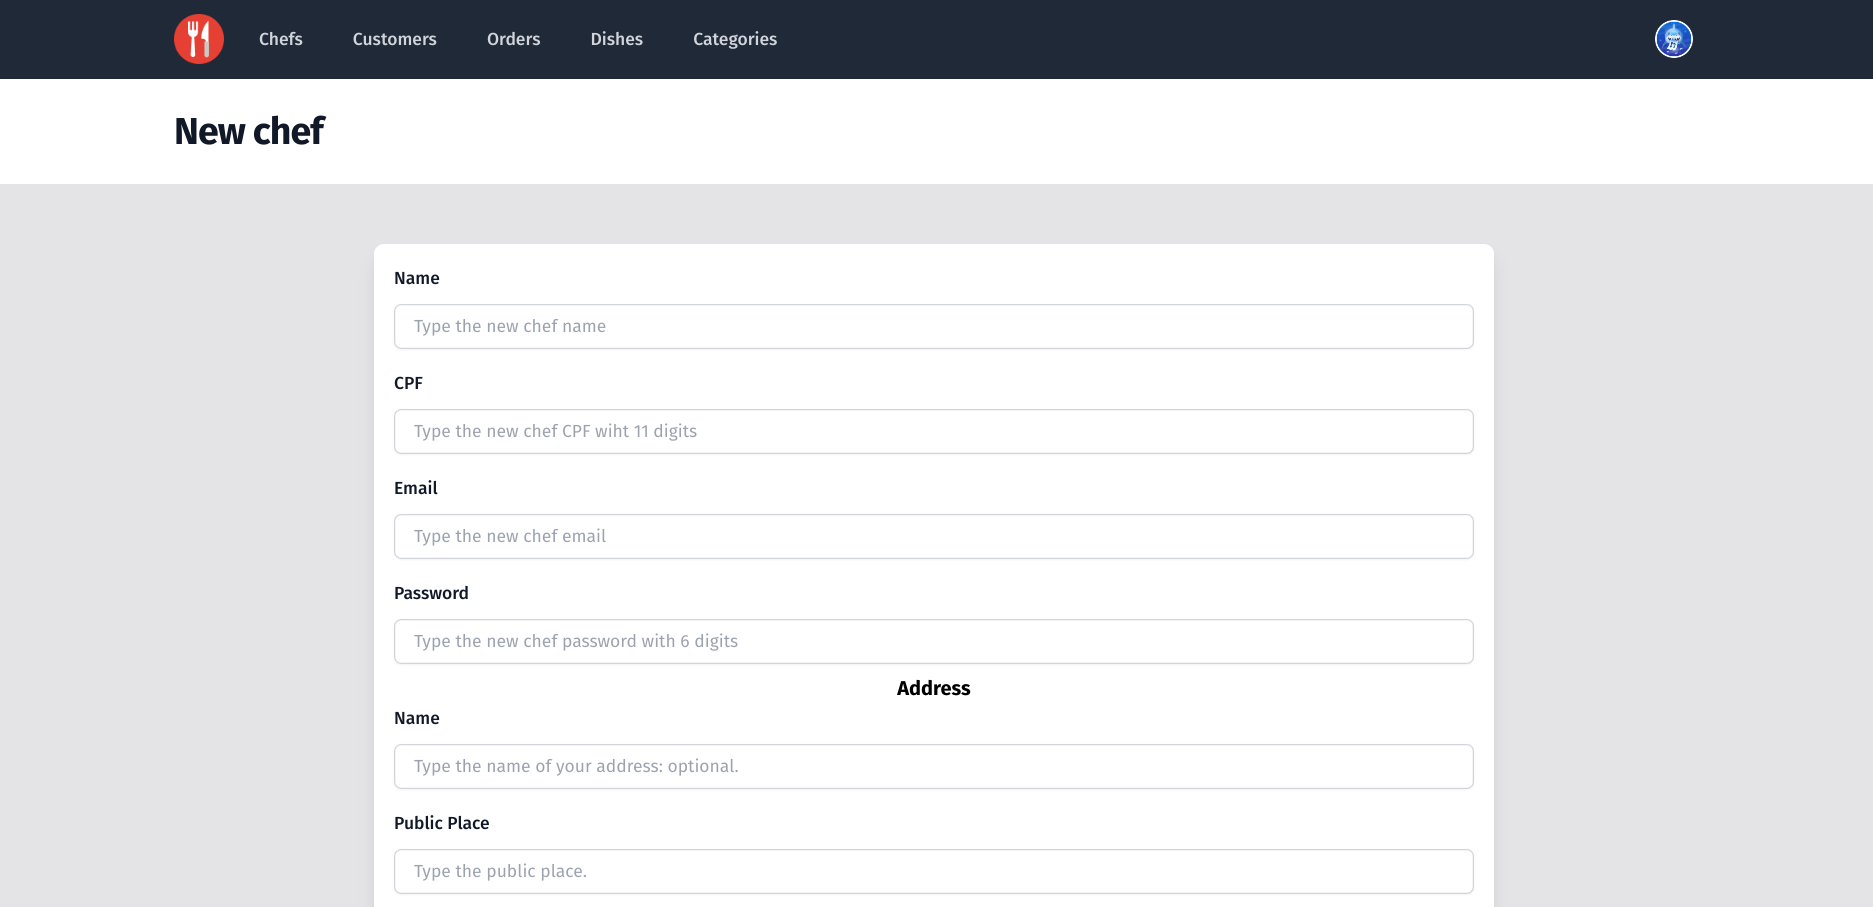 Chefs Customers Orders Dishes Categories
New chef
Name
Type the new chef name
CPF
Type the new chef CPF wiht 11 digits
Email
Type the new chef email
Password
Type the new chef password with 6 digits
Address
Name
Type the name of your address: optional.
Public Place
Type the public place.